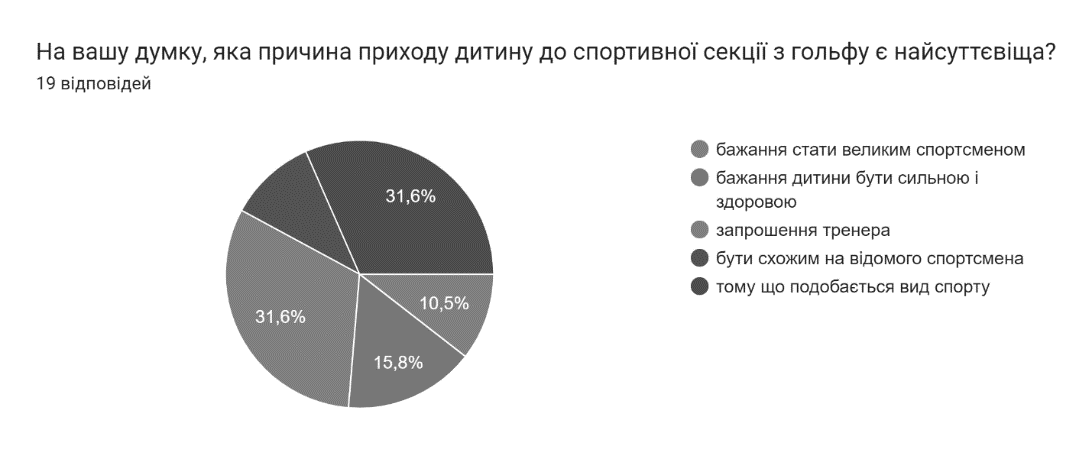 На вашу думку, яка причина приходу дитину до спортивної секції з гольфу є найсуттєвіща?
19 відповідей
31,6%
10,5%
31,6%
15,8%
бажання стати великим спортсменом
бажання дитини бути сильною і
здоровою
запрошення тренера
бути схожим на відомого спортсмена
тому що подобається вид спорту